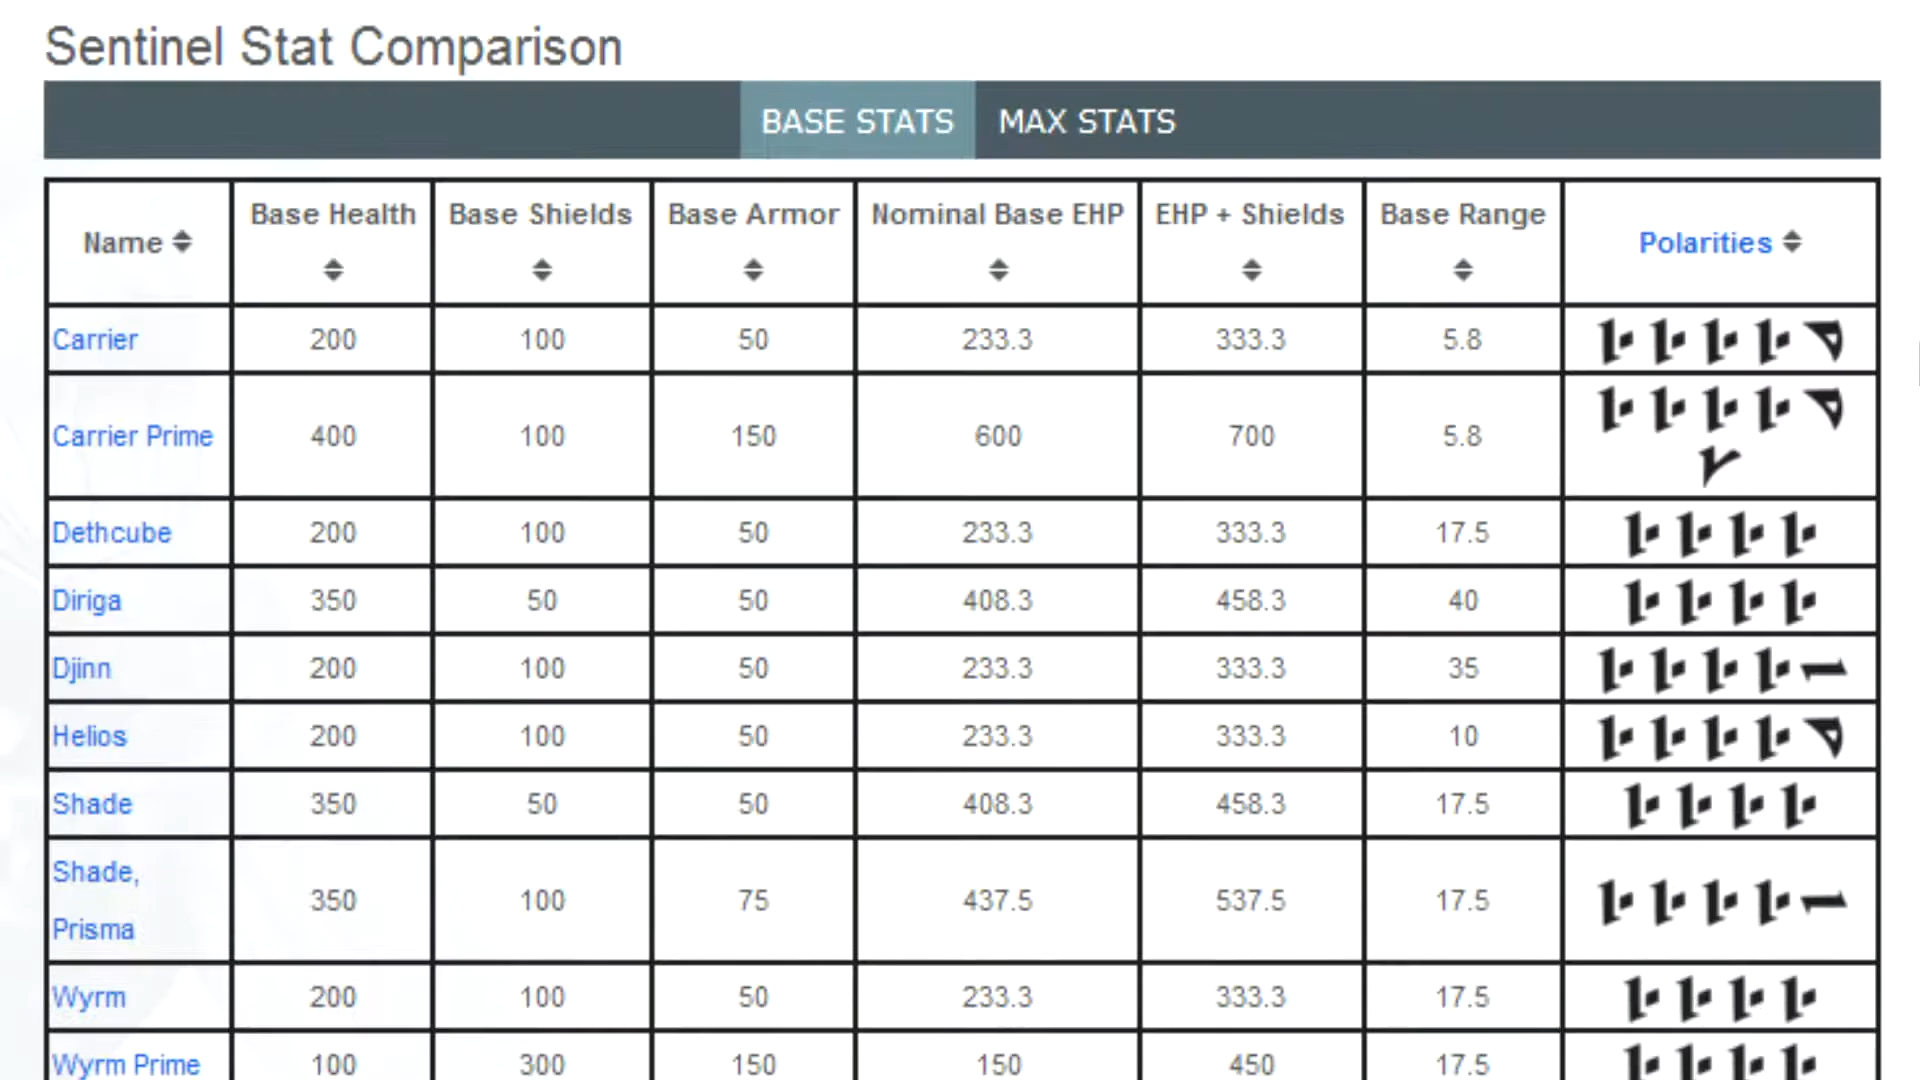 Sentinel Stat Comparison
BASE STATS MAX STATS
Name Base Health Base Shields Base Armor Nominal Base EHP EHP + Shields Base Range Polarities
Carrier 200 100 50 233.3 333.3 5.8
Carrier Prime 400 100 150 600 700 5.8
Dethcube 200 100 50 233.3 333.3 17.5
Diriga 350 50 50 408.3 458.3 40
Djinn 200 100 50 233.3 333.3 35
Helios 200 100 50 233.3 333.3 10
Shade 350 50 50 408.3 458.3 17.5
Shade,
Prisma 350 100 75 437.5 537.5 17.5
Wyrm 200 100 50 233.3 333.3 17.5
Wyrm Prime 100 300 150 150 450 17.5